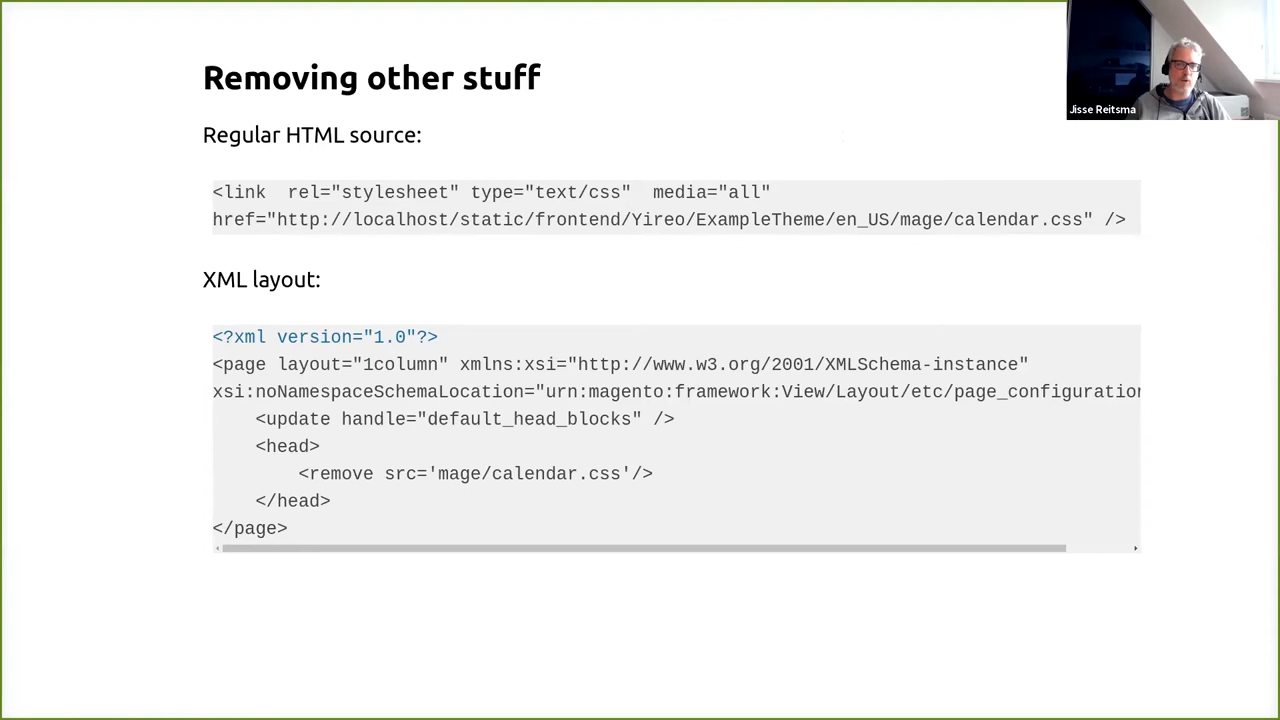 Removing other stuff
Jisse Reitsma
Regular HTML source:
<link  rel="stylesheet" type="text/css"  media="all"
href="http://localhost/static/frontend/Yireo/ExampleTheme/en_US/mage/calendar.css" />
XML layout:
<?xml version="1.0"?>
<page layout="1column" xmlns:xsi="http://www.w3.org/2001/XMLSchema-instance"
xsi:noNamespaceSchemaLocation="urn:magento:framework:View/Layout/etc/page_configuration
    <update handle="default_head_blocks" />
    <head>
        <remove src='mage/calendar.css'/>
    </head>
</page>